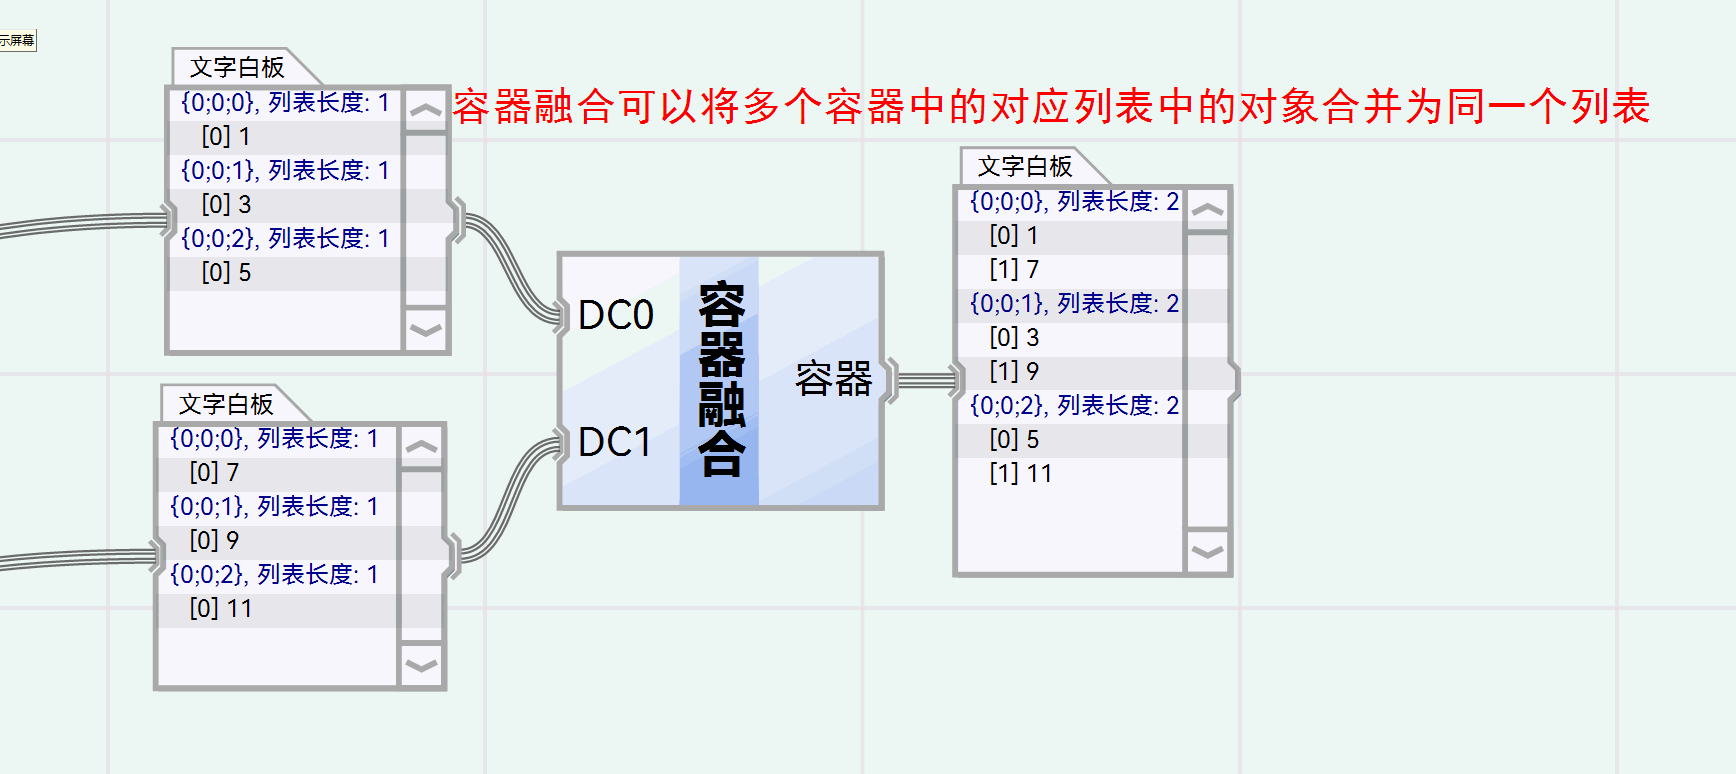 示屏幕
文字白板
{0;0;0}, 列表长度: 1
[0] 1
{0;0;1}, 列表长度: 1
[0] 3
{0;0;2}, 列表长度: 1
[0] 5
容器融合可以将多个容器中的对应列表中的对象合并为同一个列表
文字白板
{0;0;0}, 列表长度: 1
[0] 7
{0;0;1}, 列表长度: 1
[0] 9
{0;0;2}, 列表长度: 1
[0] 11
DC0
DC1
容器融合
容器
文字白板
{0;0;0}, 列表长度: 2
[0] 1
[1] 7
{0;0;1}, 列表长度: 2
[0] 3
[1] 9
{0;0;2}, 列表长度: 2
[0] 5
[1] 11